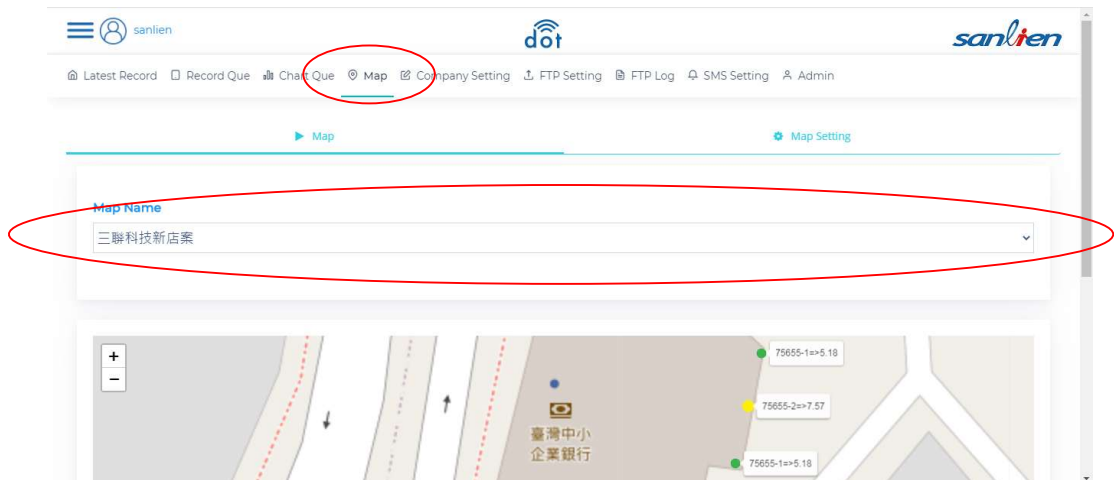 sanlien
dot
sanlien
Latest Record Record Que Chart Que Map Company Setting FTP Setting FTP Log SMS Setting Admin
Map Map Setting
Map Name
三聯科技新店案
+
−
75655-1=>5.18
75655-2=>7.57
臺灣中小
企業銀行
75655-1=>5.18